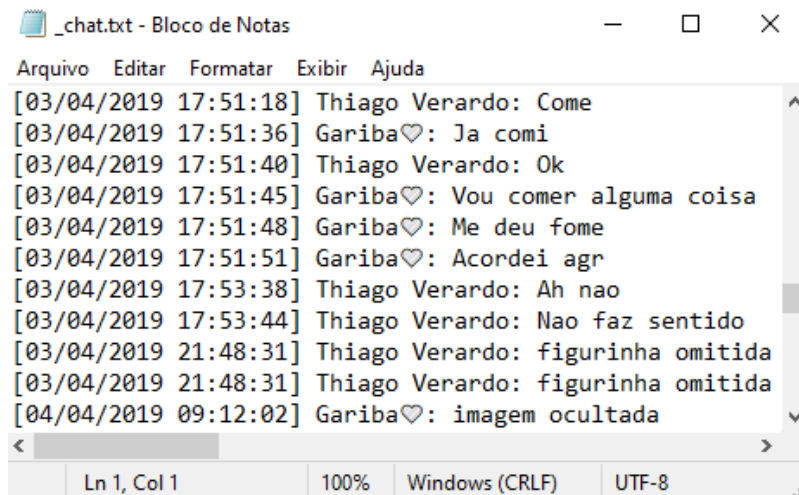 _chat.txt - Bloco de Notas
Arquivo Editar Formatar Exibir Ajuda
[03/04/2019 17:51:18] Thiago Verardo: Come
[03/04/2019 17:51:36] Gariba♡: Ja comi
[03/04/2019 17:51:40] Thiago Verardo: Ok
[03/04/2019 17:51:45] Gariba♡: Vou comer alguma coisa
[03/04/2019 17:51:48] Gariba♡: Me deu fome
[03/04/2019 17:51:51] Gariba♡: Acordei agr
[03/04/2019 17:53:38] Thiago Verardo: Ah nao
[03/04/2019 17:53:44] Thiago Verardo: Nao faz sentido
[03/04/2019 21:48:31] Thiago Verardo: figurinha omitida
[03/04/2019 21:48:31] Thiago Verardo: figurinha omitida
[04/04/2019 09:12:02] Gariba♡: imagem ocultada
Ln 1, Col 1 100% Windows (CRLF) UTF-8